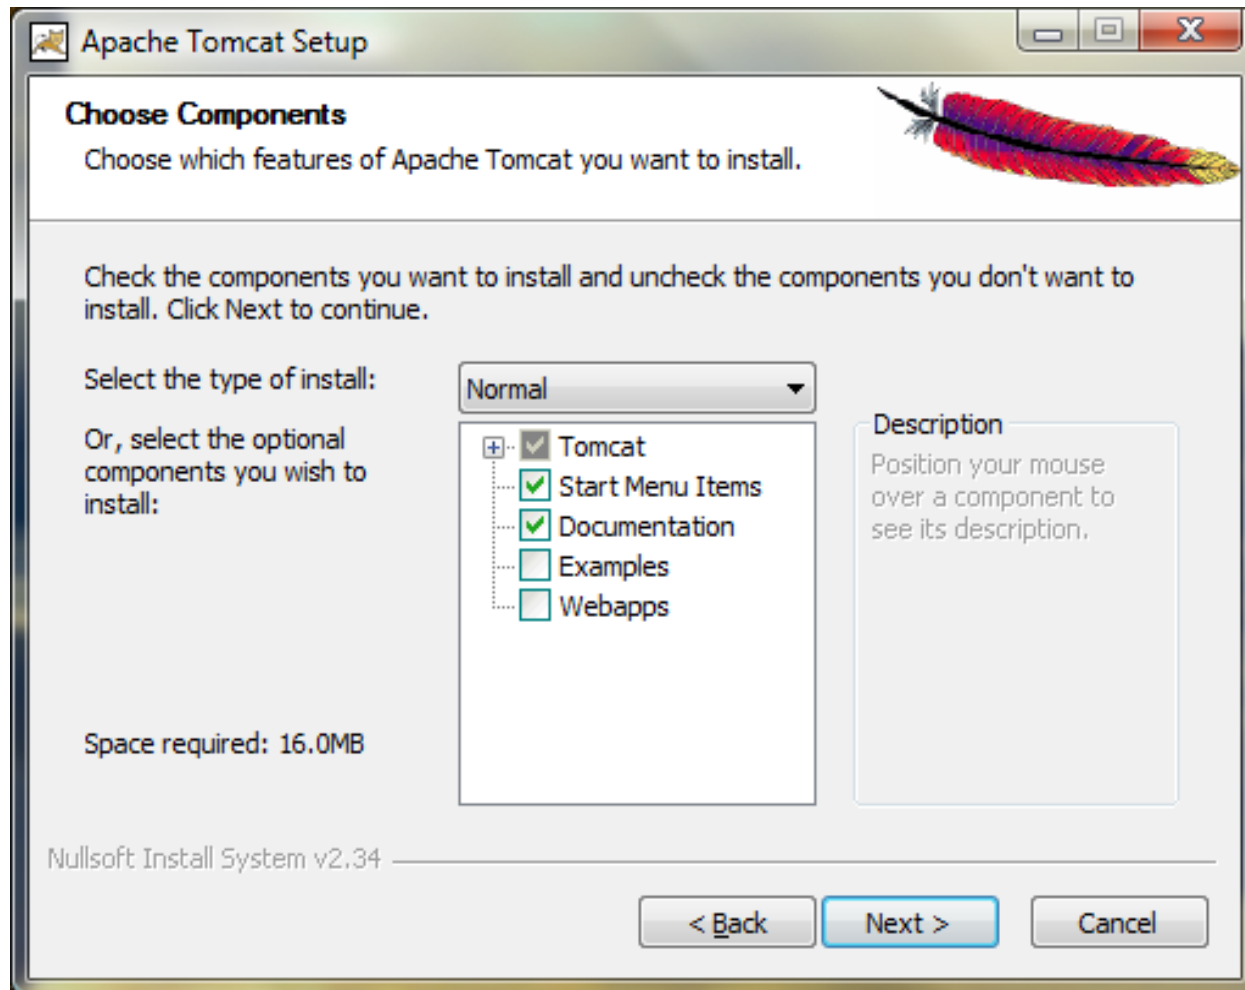 Apache Tomcat Setup
Choose Components
Choose which features of Apache Tomcat you want to install.
Check the components you want to install and uncheck the components you don't want to
install. Click Next to continue.
Select the type of install:
Normal
Or, select the optional
components you wish to
install:
Tomcat
Start Menu Items
Documentation
Examples
Webapps
Description
Position your mouse
over a component to
see its description.
Space required: 16.0MB
Nullsoft Install System v2.34
< Back
Next >
Cancel